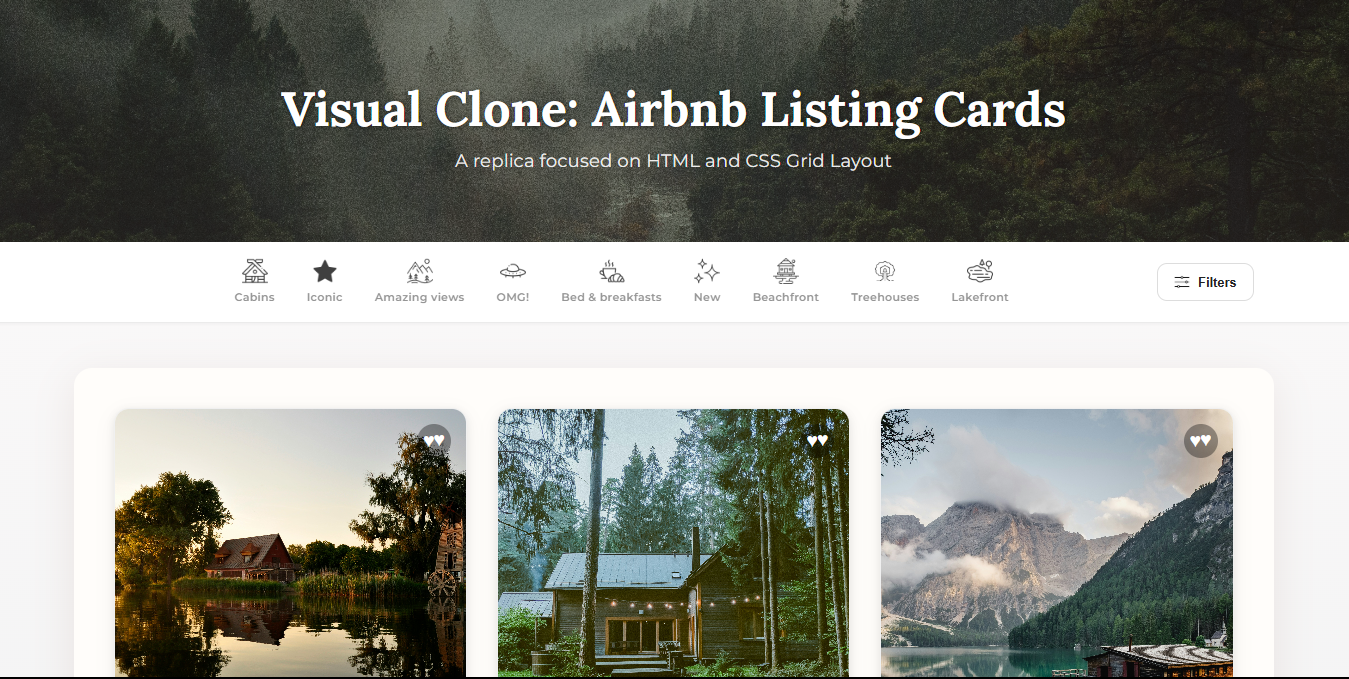 Visual Clone: Airbnb Listing Cards
A replica focused on HTML and CSS Grid Layout
Cabins
Iconic
Amazing views
OMG!
Bed & breakfasts
New
Beachfront
Treehouses
Lakefront
Filters